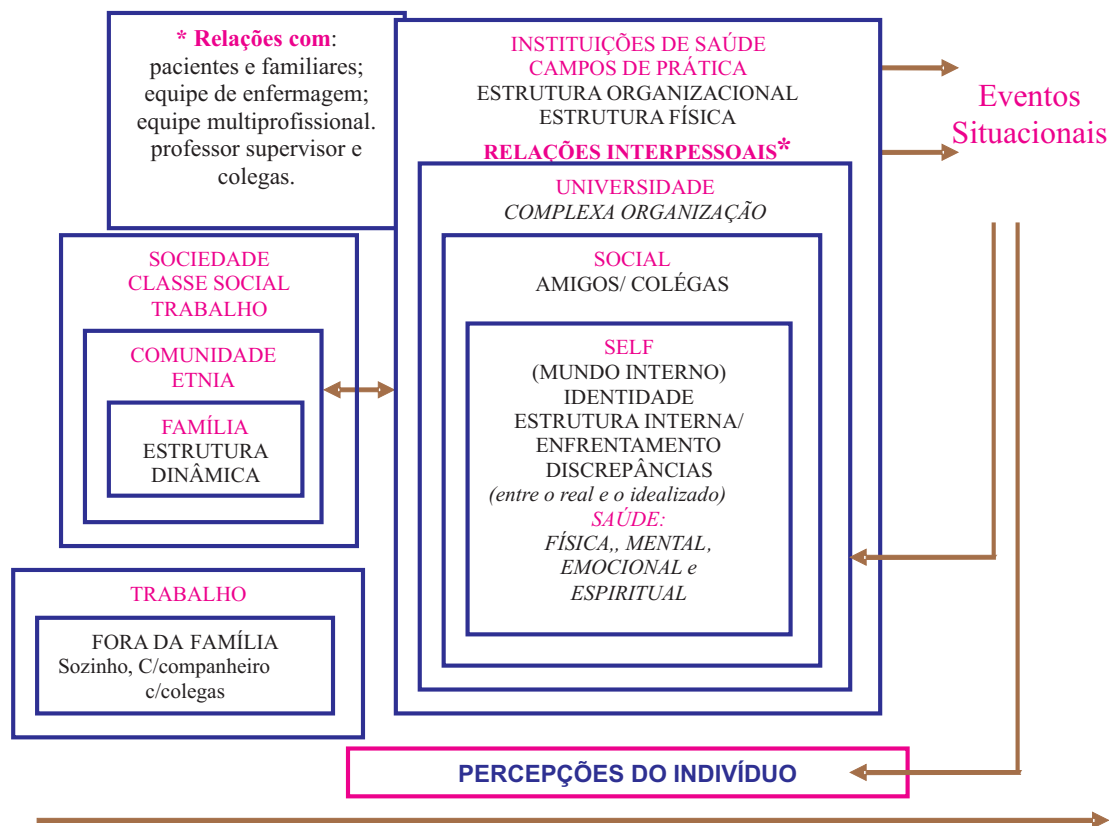 * Relações com:
pacientes e familiares;
equipe de enfermagem;
equipe multiprofissional.
professor supervisor e
colegas.
INSTITUIÇÕES DE SAÚDE
CAMPOS DE PRÁTICA
ESTRUTURA ORGANIZACIONAL
ESTRUTURA FÍSICA
RELAÇÕES INTERPESSOAIS*
Eventos
Situacionais
UNIVERSIDADE
COMPLEXA ORGANIZAÇÃO
SOCIAL
AMIGOS/ COLÉGAS
SELF
(MUNDO INTERNO)
IDENTIDADE
ESTRUTURA INTERNA/
ENFRENTAMENTO
DISCREPÂNCIAS
(entre o real e o idealizado)
SAÚDE:
FÍSICA,, MENTAL,
EMOCIONAL e
ESPIRITUAL
SOCIEDADE
CLASSE SOCIAL
TRABALHO
COMUNIDADE
ETNIA
FAMÍLIA
ESTRUTURA
DINÂMICA
TRABALHO
FORA DA FAMÍLIA
Sozinho, C/companheiro
c/colegas
PERCEPÇÕES DO INDIVÍDUO